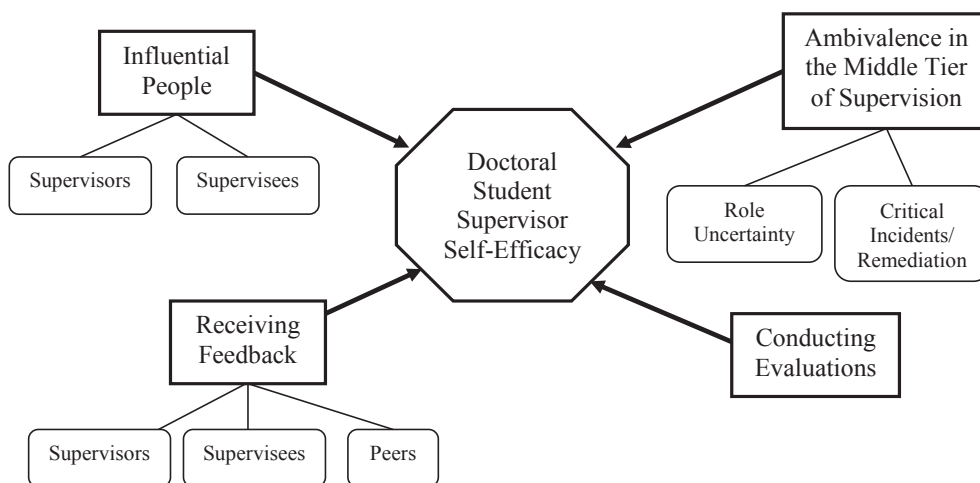 Influential
People
Supervisors
Supervisees
Ambivalence in
the Middle Tier
of Supervision
Role
Uncertainty
Critical
Incidents/
Remediation
Doctoral
Student
Supervisor
Self-Efficacy
Receiving
Feedback
Supervisors
Supervisees
Peers
Conducting
Evaluations